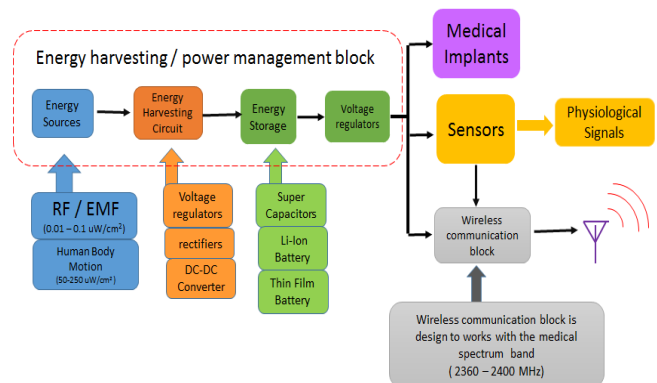 Energy harvesting / power management block
Energy
Sources
Energy
Harvesting
Circuit
Energy
Storage
Voltage
regulators
Medical
Implants
Sensors
Physiological
Signals
RF / EMF
(0.01 – 0.1 uW/cm²)
Human Body
Motion
(50-250 uW/cm²)
Voltage
regulators
rectifiers
DC-DC
Converter
Super
Capacitors
Li-Ion
Battery
Thin Film
Battery
Wireless
communication
block
Wireless communication block is
design to works with the medical
spectrum band
( 2360 – 2400 MHz)